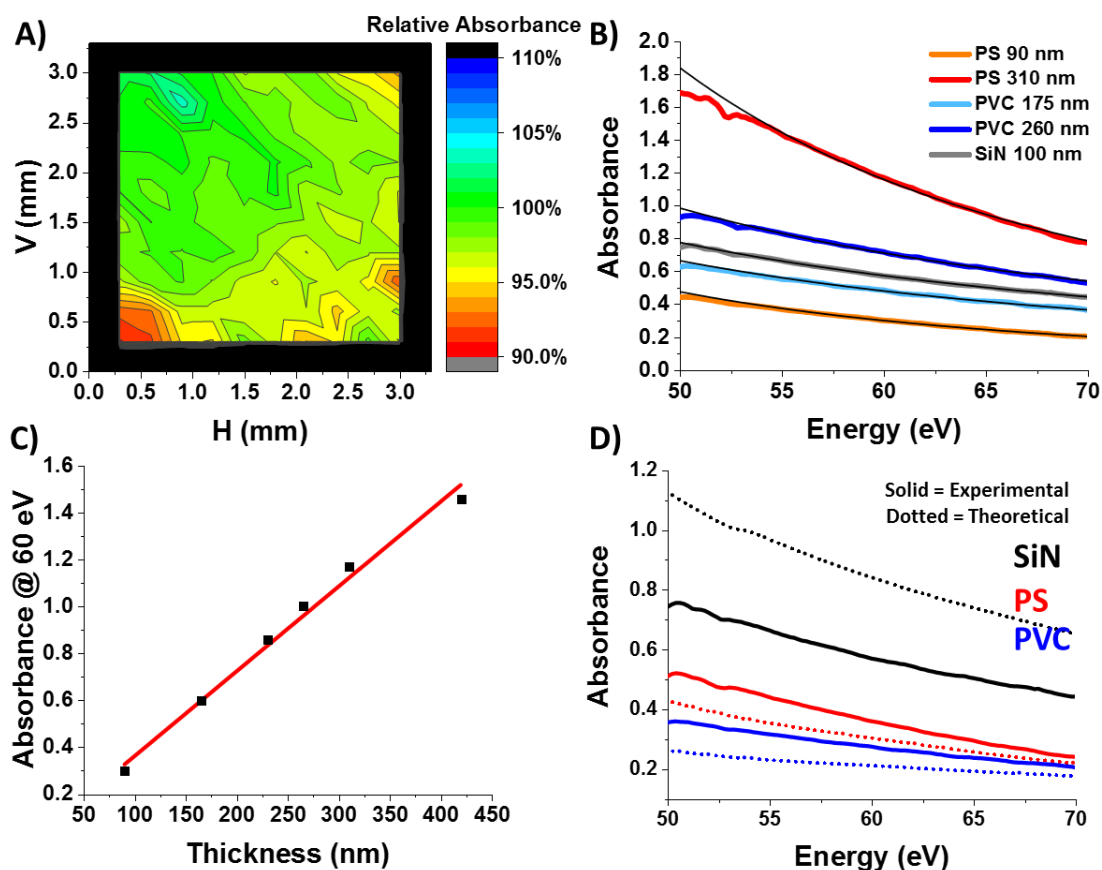 A)
Relative Absorbance
3.0
2.5
2.0
1.5
1.0
0.5
0.0
V (mm)
0.0 0.5 1.0 1.5 2.0 2.5 3.0
H (mm)
110%
105%
100%
95.0%
90.0%
B)
2.0
1.8
1.6
1.4
1.2
1.0
0.8
0.6
0.4
0.2
0.0
Absorbance
PS 90 nm
PS 310 nm
PVC 175 nm
PVC 260 nm
SiN 100 nm
50 55 60 65 70
Energy (eV)
C)
1.6
1.4
1.2
1.0
0.8
0.6
0.4
0.2
Absorbance @ 60 eV
50 100 150 200 250 300 350 400 450
Thickness (nm)
D)
1.2
1.0
0.8
0.6
0.4
0.2
Absorbance
Solid = Experimental
Dotted = Theoretical
SiN
PS
PVC
50 55 60 65 70
Energy (eV)